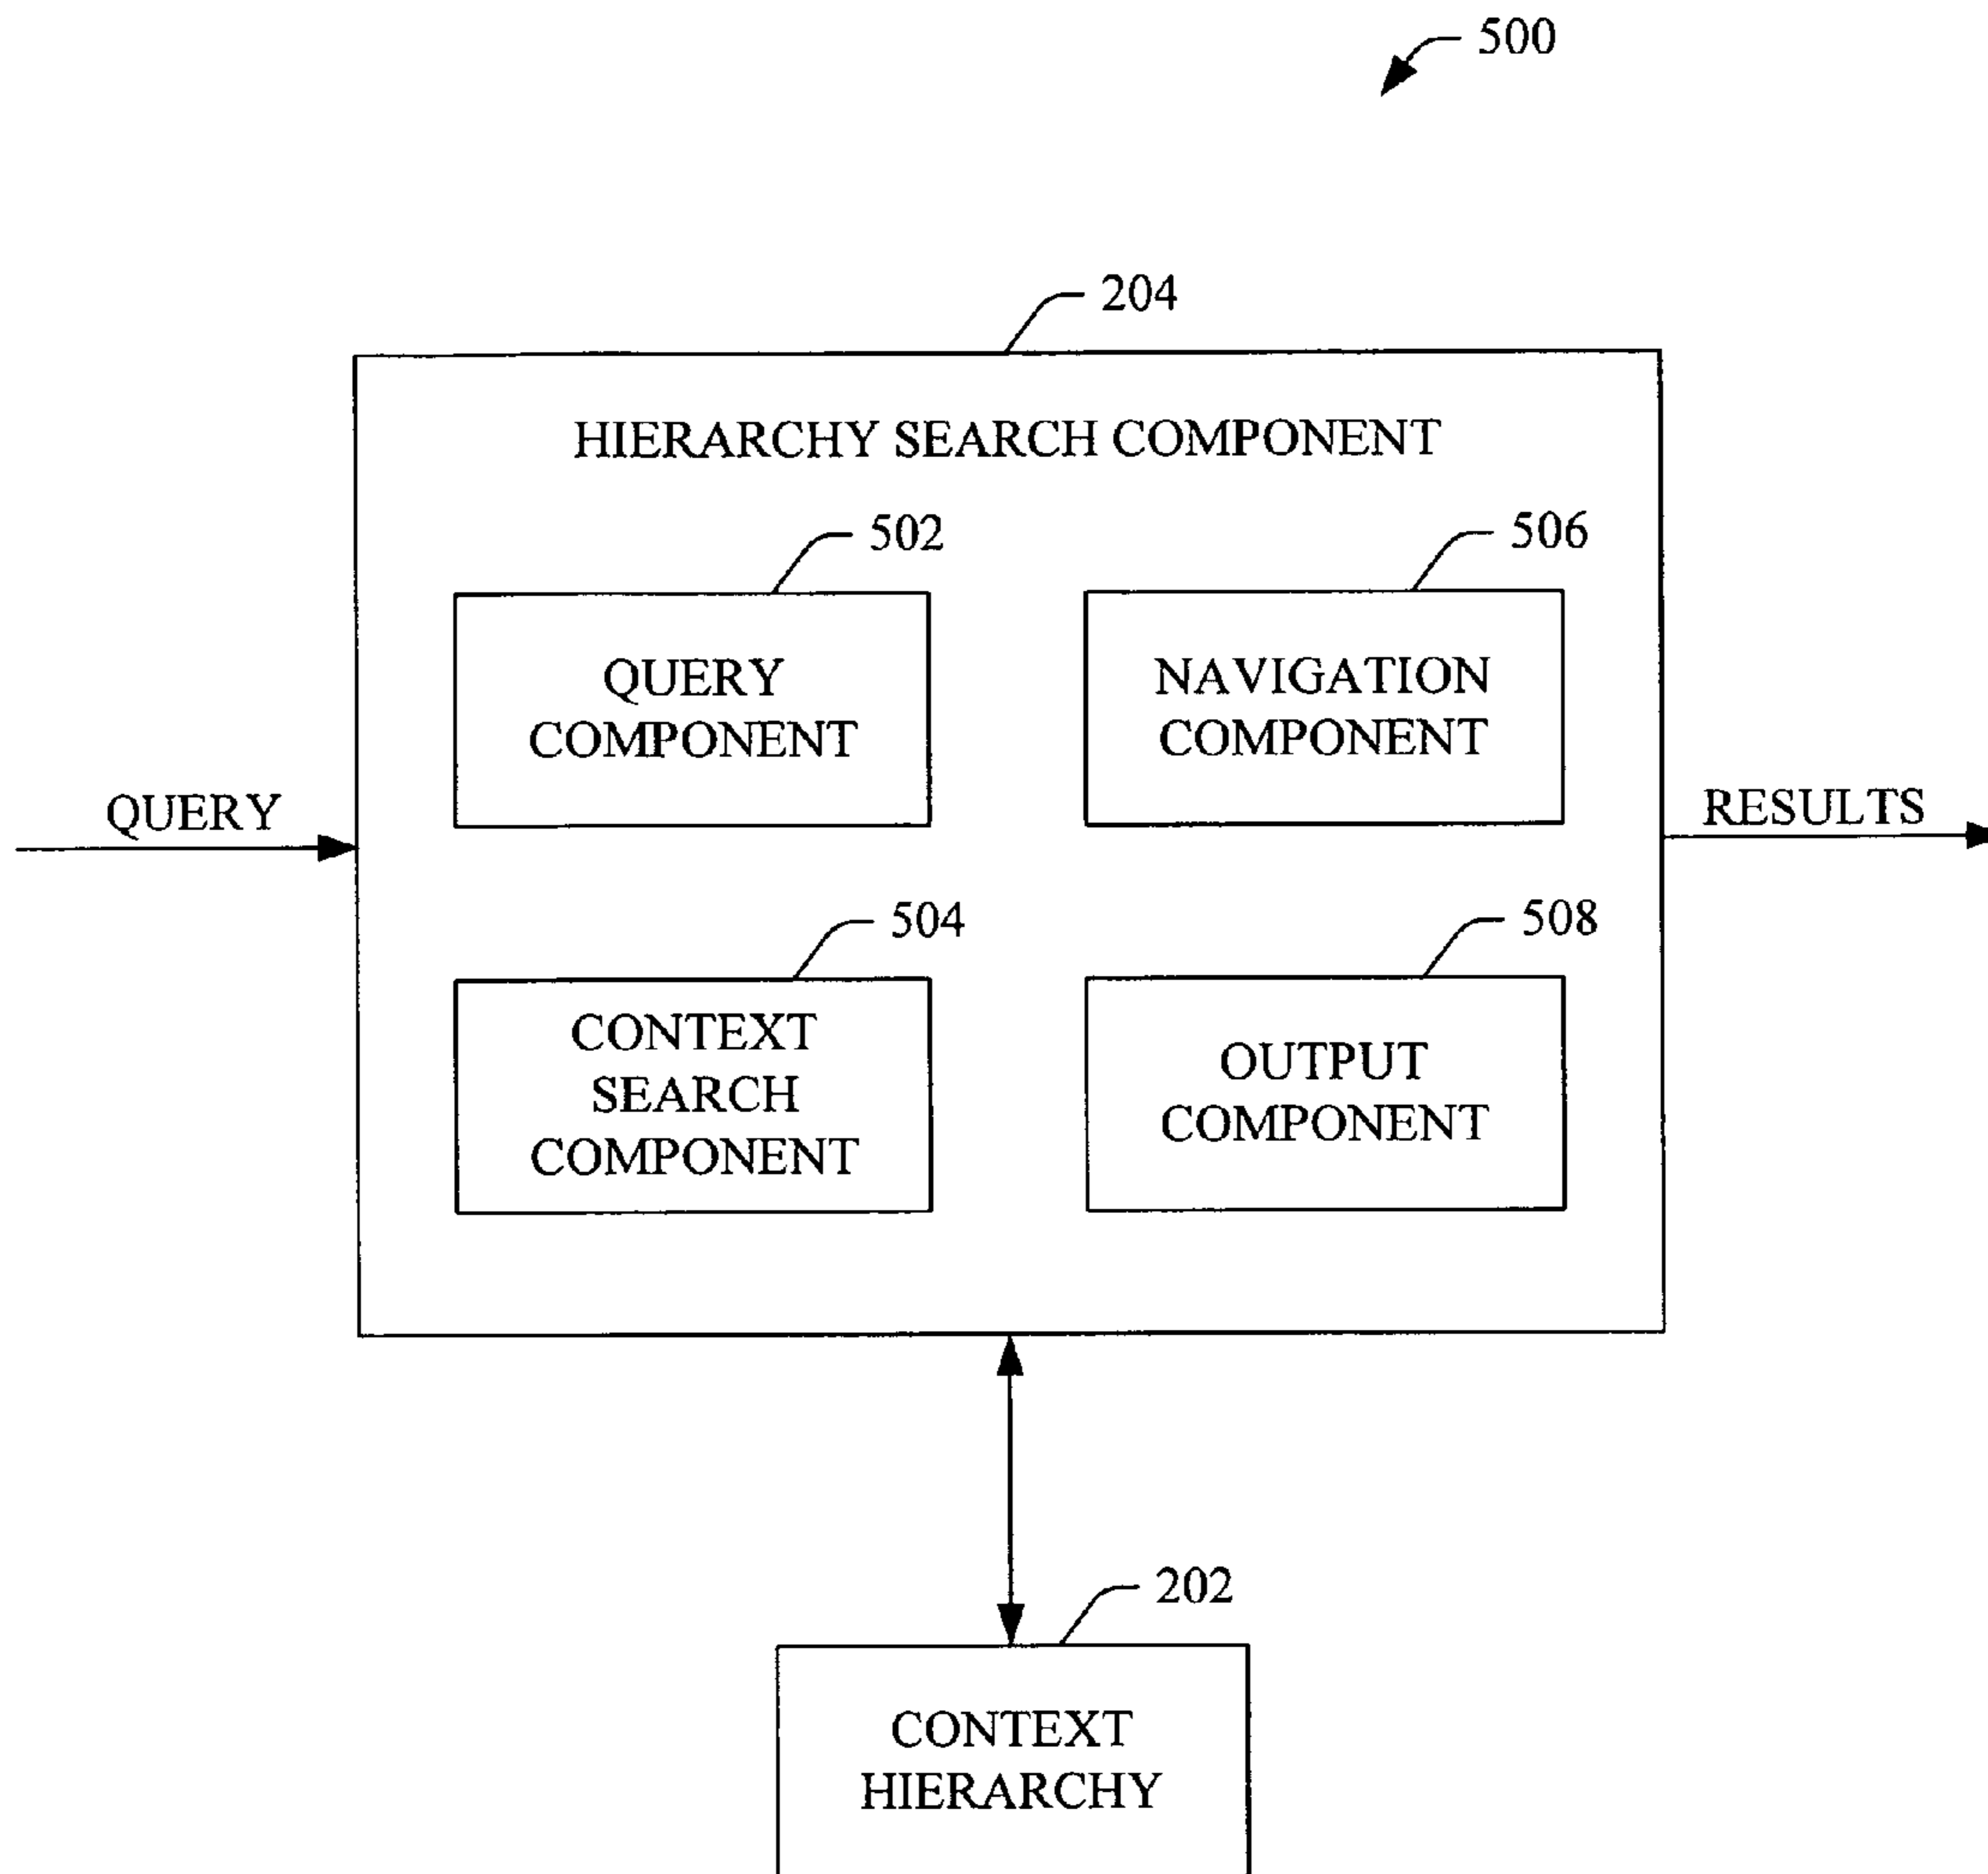 500
204
HIERARCHY SEARCH COMPONENT
502
506
QUERY
COMPONENT
NAVIGATION
COMPONENT
QUERY
RESULTS
504
508
CONTEXT
SEARCH
COMPONENT
OUTPUT
COMPONENT
202
CONTEXT
HIERARCHY